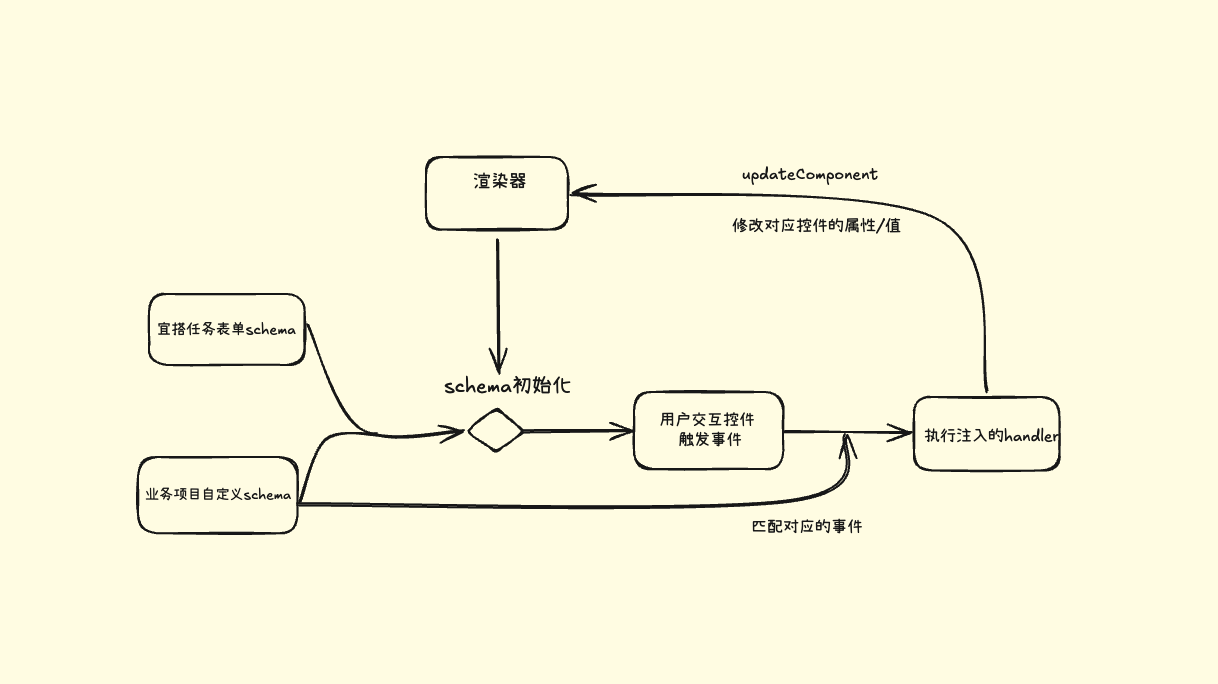 渲染器
updateComponent
修改对应控件的属性/值
宜搭任务表单schema
schema初始化
用户交互控件
触发事件
执行注入的handler
业务项目自定义schema
匹配对应的事件